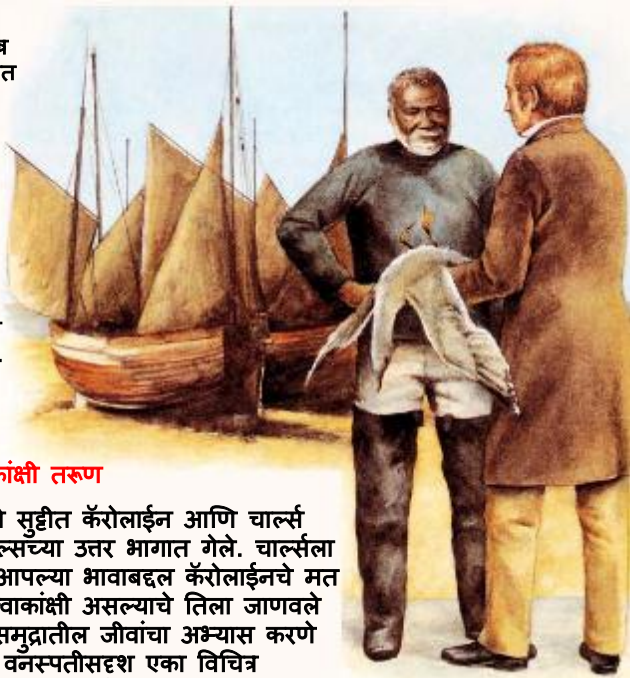 त
कांक्षी तरूण
सुट्टीत कॅरोलाईन आणि चार्ल्स
ल्सच्या उत्तर भागात गेले. चार्ल्सला
आपल्या भावाबद्दल कॅरोलाईनचे मत
वाकांक्षी असल्याचे तिला जाणवले
समुद्रातील जीवांचा अभ्यास करणे
वनस्पतीसदृश एका विचित्र